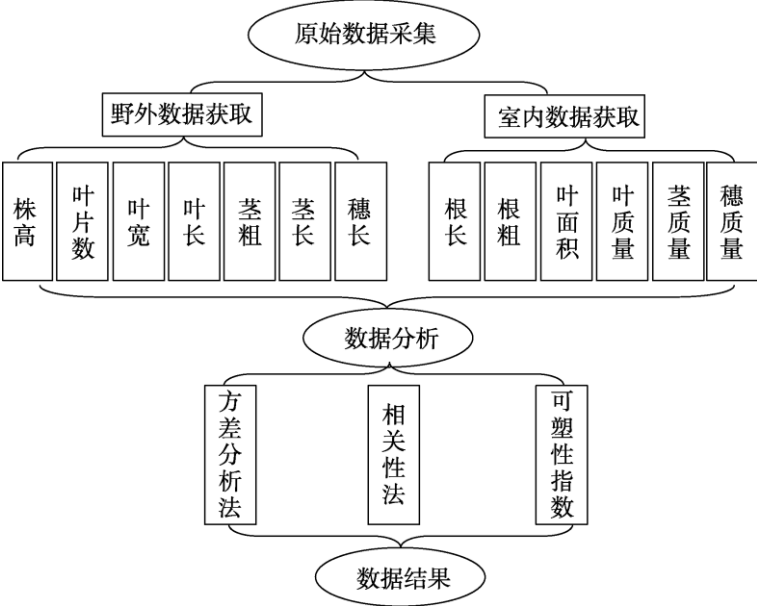 原始数据采集
野外数据获取
室内数据获取
株高
叶片数
叶宽
叶长
茎粗
茎长
穗长
根长
根粗
叶面积
叶质量
茎质量
穗质量
数据分析
方差分析法
相关性法
可塑性指数
数据结果